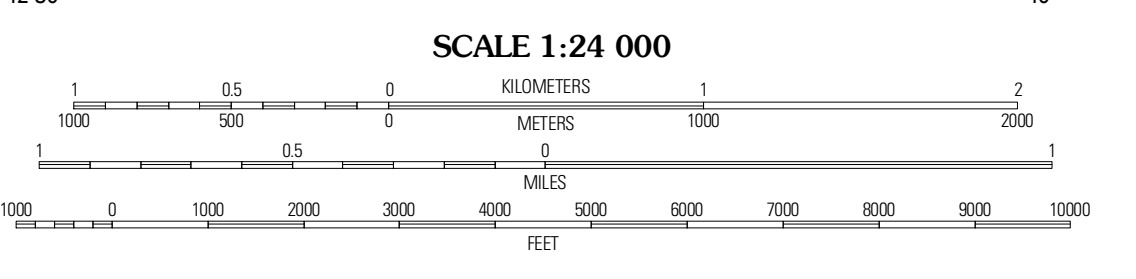 SCALE 1:24 000
1 0.5 0 KILOMETERS 1 2
1000 500 0 METERS 1000 2000
1 0.5 0 1
MILES
1000 0 1000 2000 3000 4000 5000 6000 7000 8000 9000 10000
FEET